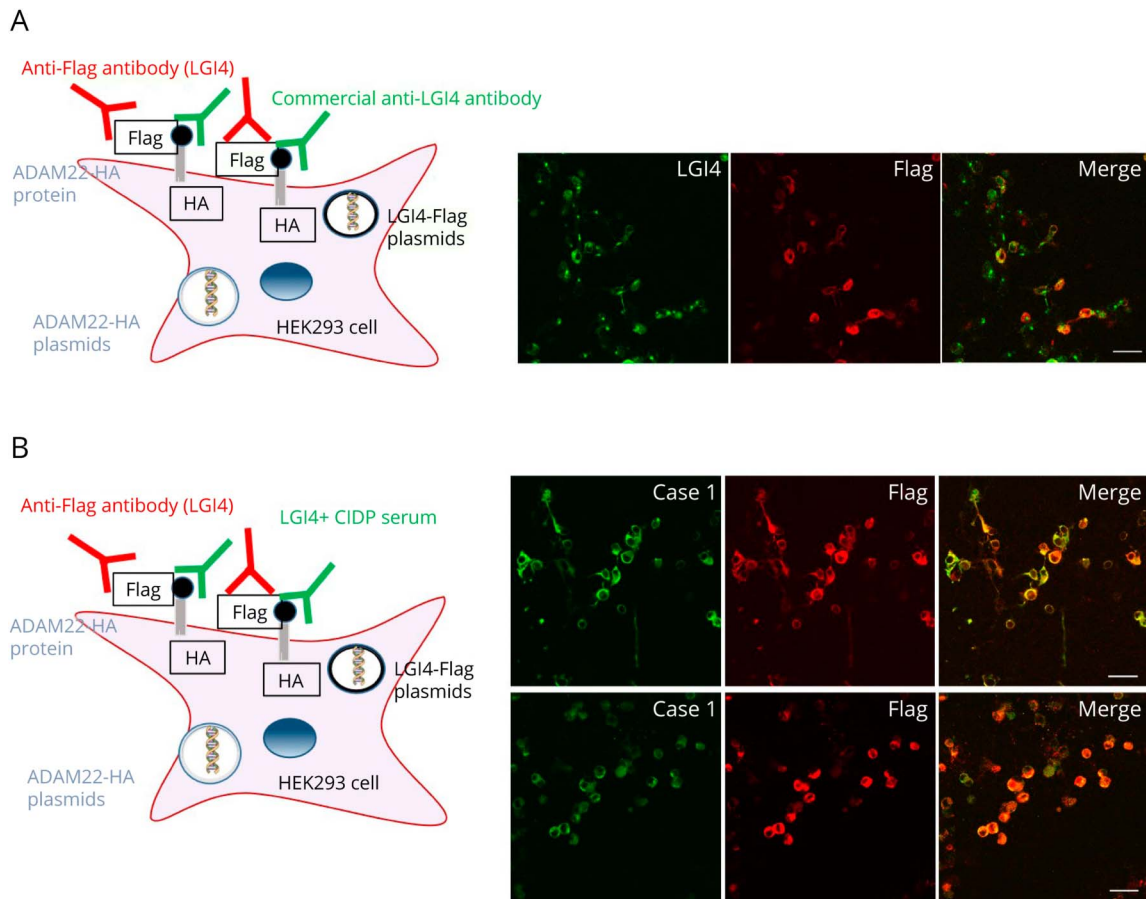 A
Anti-Flag antibody (LGI4)
Commercial anti-LGI4 antibody
Flag
Flag
ADAM22-HA
protein
HA
HA
LGI4-Flag
plasmids
ADAM22-HA
plasmids
HEK293 cell
LGI4
Flag
Merge
B
Anti-Flag antibody (LGI4)
LGI4+ CIDP serum
Flag
Flag
ADAM22-HA
protein
HA
HA
LGI4-Flag
plasmids
ADAM22-HA
plasmids
HEK293 cell
Case 1
Flag
Merge
Case 1
Flag
Merge